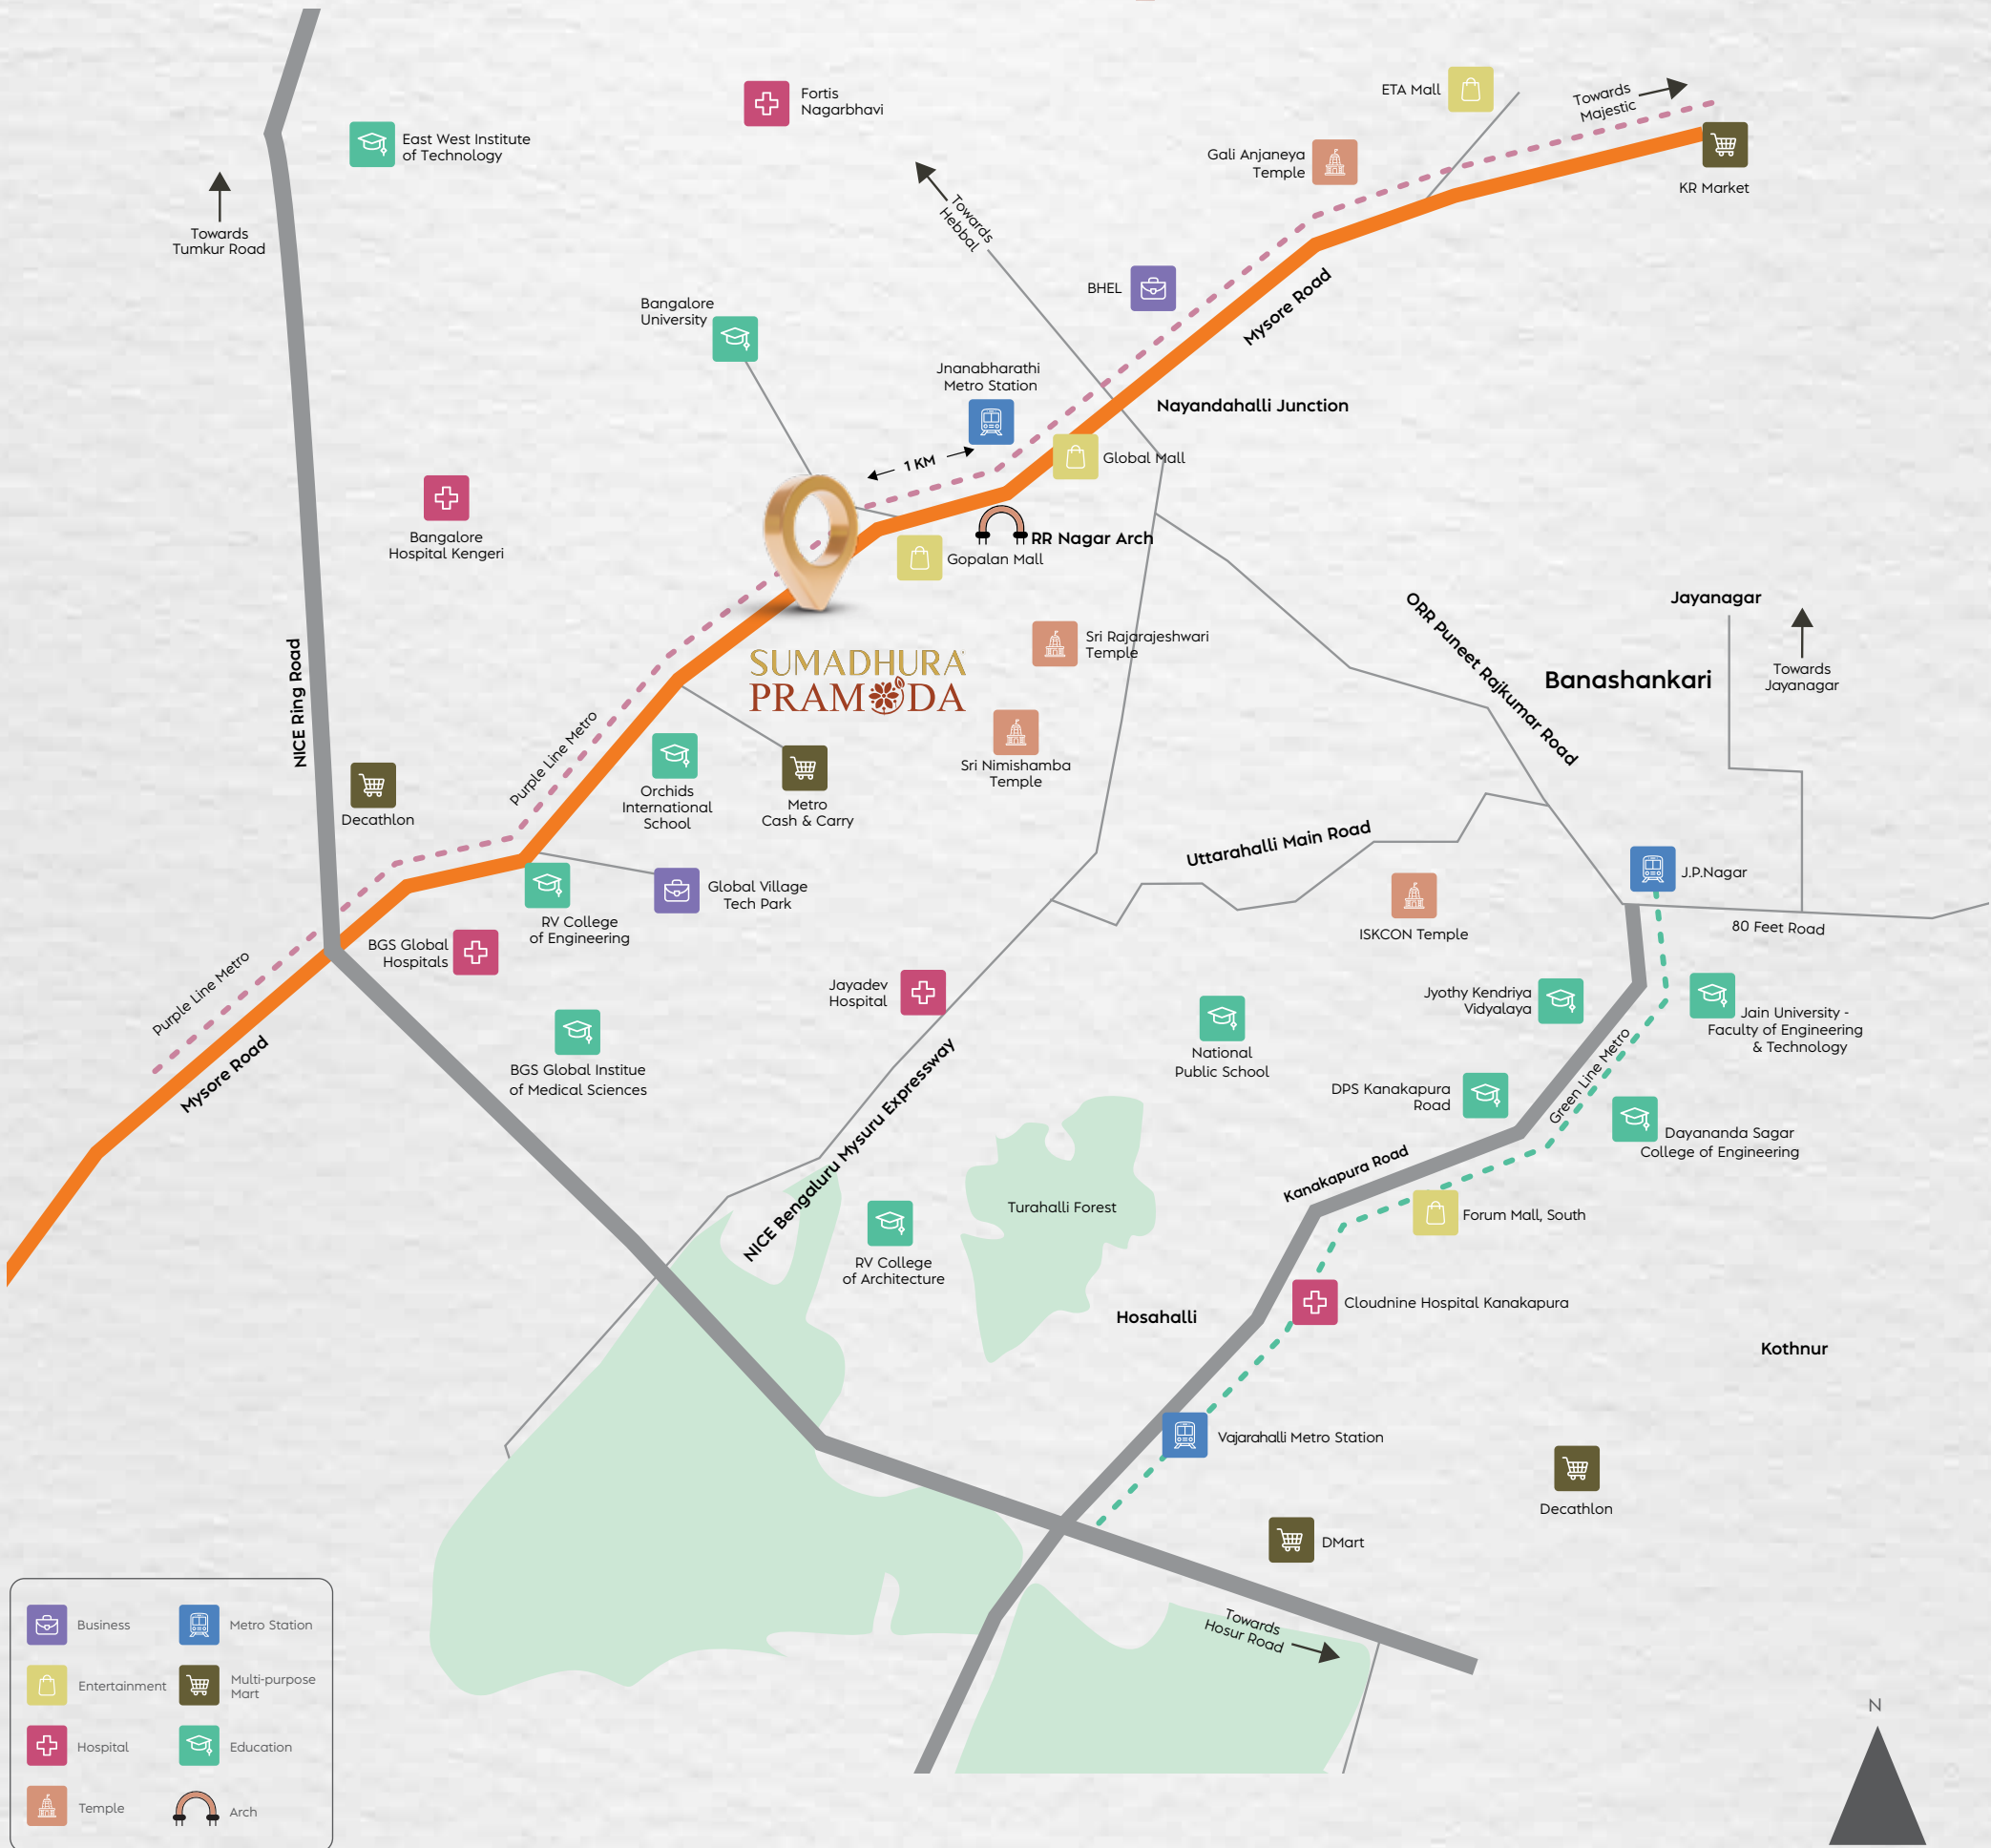 Fortis
Nagarbhavi
ETA Mall
Towards
Majestic
East West Institute
of Technology
Gali Anjaneya
Temple
KR Market
Towards
Hebbal
Towards
Tumkur Road
BHEL
Mysore Road
Bangalore
University
Jnanabharathi
Metro Station
Nayandahalli Junction
1 KM
Global Mall
Bangalore
Hospital Kengeri
RR Nagar Arch
Gopalan Mall
Jayanagar
ORR Puneet Rajkumar Road
Sri Rajarajeshwari
Temple
Banashankari
Towards
Jayanagar
SUMADHURA
PRAMODA
NICE Ring Road
Purple Line Metro
Sri Nimishamba
Temple
Orchids
International
School
Metro
Cash & Carry
Decathlon
Uttarahalli Main Road
J.P.Nagar
Global Village
Tech Park
RV College
of Engineering
ISKCON Temple
80 Feet Road
BGS Global
Hospitals
Purple Line Metro
Jayadev
Hospital
Jyothy Kendriya
Vidyalaya
Jain University -
Faculty of Engineering
& Technology
Mysore Road
BGS Global Institue
of Medical Sciences
National
Public School
Green Line Metro
DPS Kanakapura
Road
NICE Bengaluru Mysuru Expressway
Dayananda Sagar
College of Engineering
Kanakapura Road
Turahalli Forest
Forum Mall, South
RV College
of Architecture
Cloudnine Hospital Kanakapura
Hosahalli
Kothnur
Vajarahalli Metro Station
Decathlon
DMart
Towards
Hosur Road
Business
Metro Station
Entertainment
Multi-purpose
Mart
Hospital
Education
Temple
Arch
N